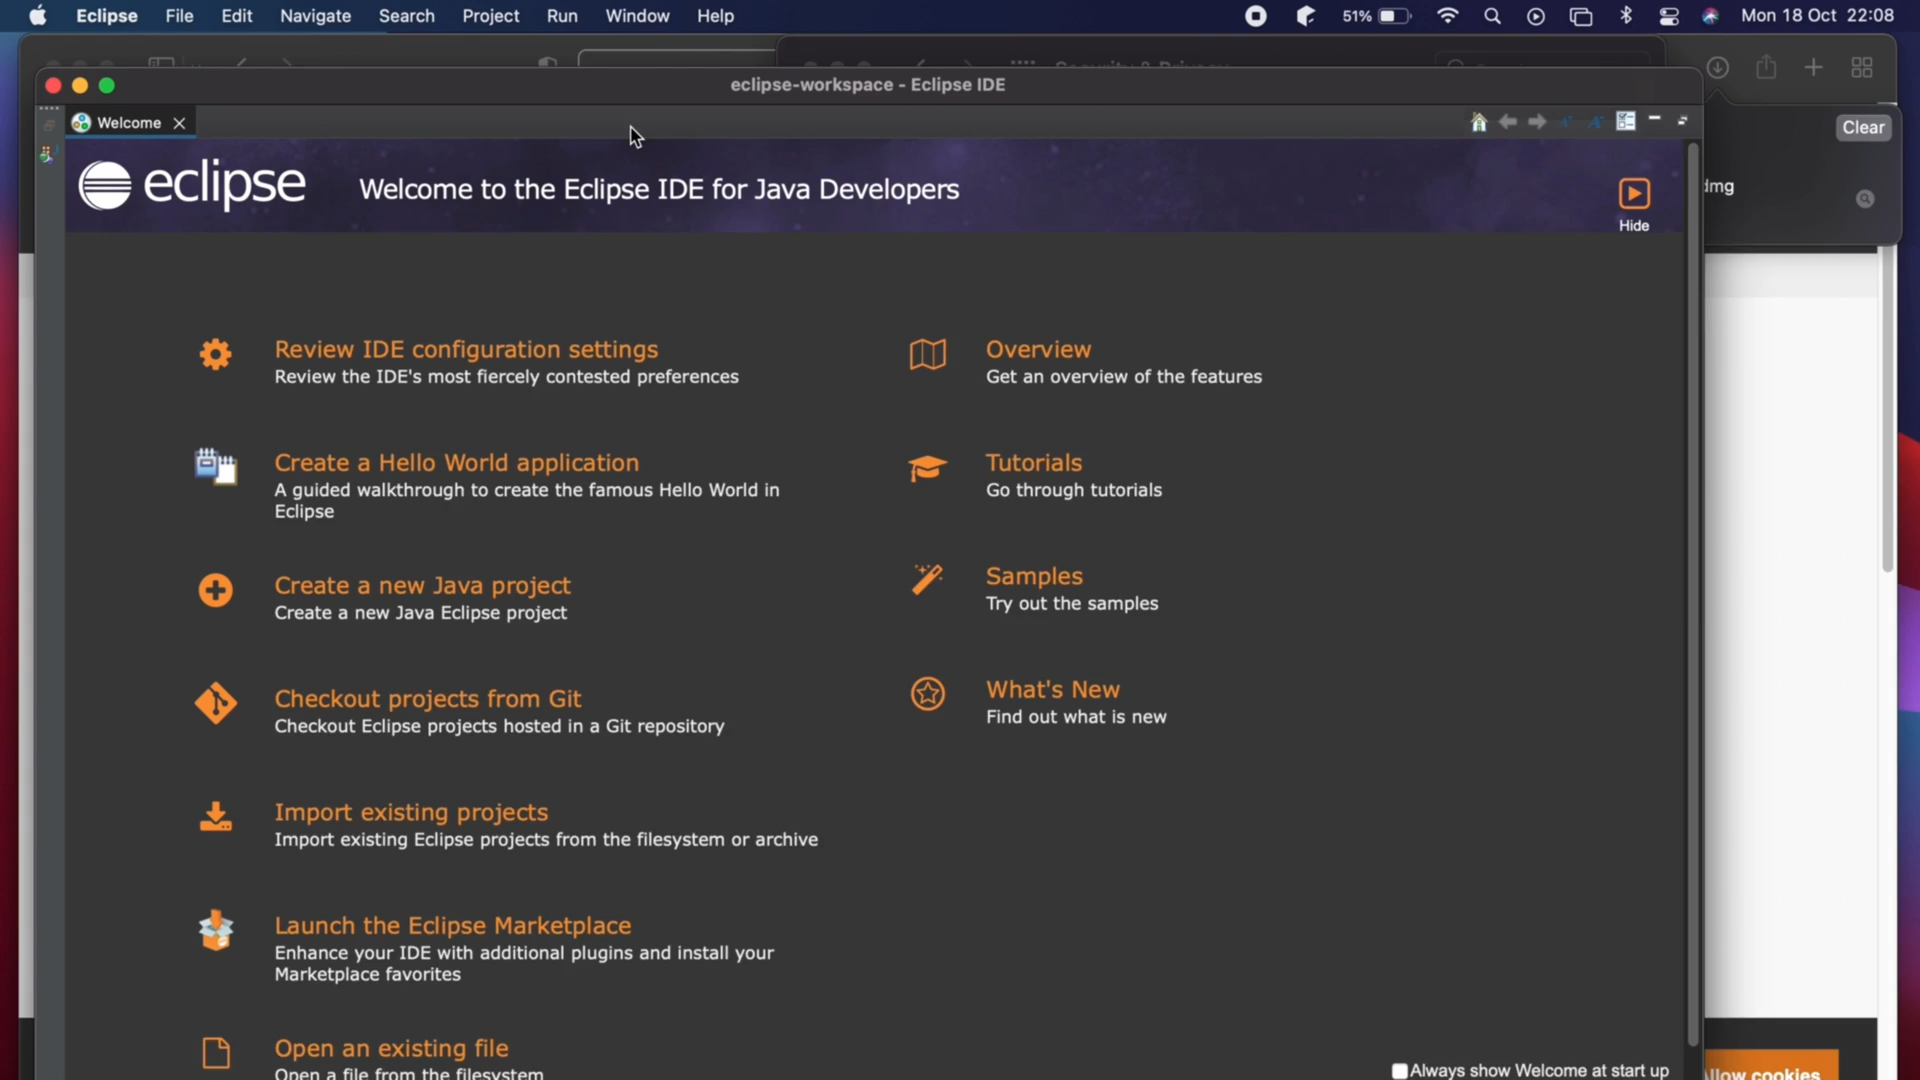 Eclipse File Edit Navigate Search Project Run Window Help 51% Mon 18 Oct 22:08
eclipse-workspace - Eclipse IDE
Welcome
Clear
eclipse Welcome to the Eclipse IDE for Java Developers
Hide
Review IDE configuration settings
Review the IDE's most fiercely contested preferences
Create a Hello World application
A guided walkthrough to create the famous Hello World in
Eclipse
Create a new Java project
Create a new Java Eclipse project
Checkout projects from Git
Checkout Eclipse projects hosted in a Git repository
Import existing projects
Import existing Eclipse projects from the filesystem or archive
Launch the Eclipse Marketplace
Enhance your IDE with additional plugins and install your
Marketplace favorites
Open an existing file
Open a file from the filesystem
Overview
Get an overview of the features
Tutorials
Go through tutorials
Samples
Try out the samples
What's New
Find out what is new
Always show Welcome at start up
cookies